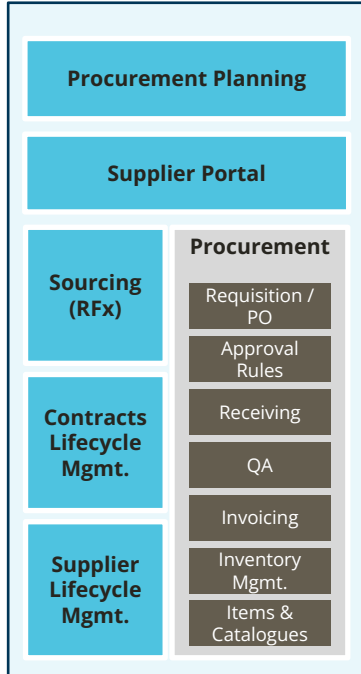 Procurement Planning
Supplier Portal
Sourcing
(RFx)
Contracts
Lifecycle
Mgmt.
Supplier
Lifecycle
Mgmt.
Procurement
Requisition /
PO
Approval
Rules
Receiving
QA
Invoicing
Inventory
Mgmt.
Items &
Catalogues